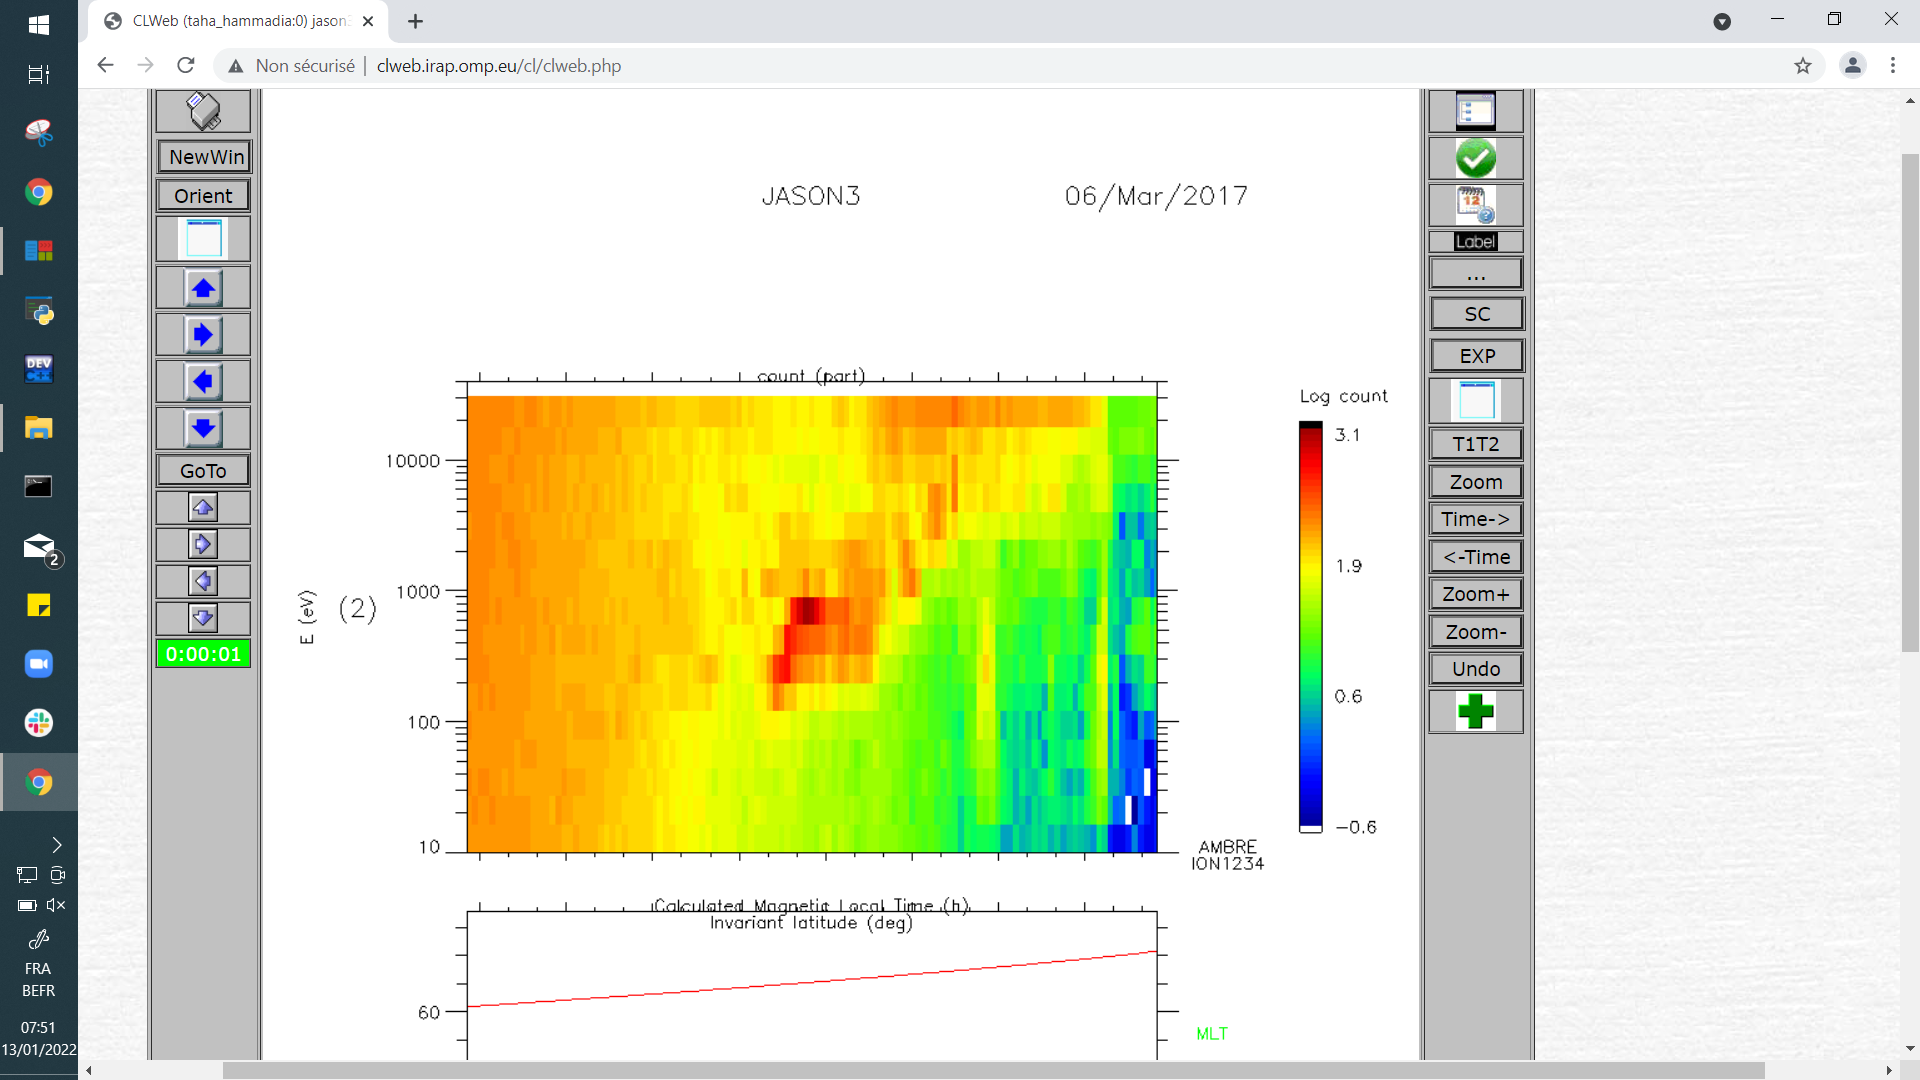 CLWeb (taha_hammadia:0) jason3
Non sécurisé | clweb.irap.omp.eu/cl/clweb.php
NewWin
Orient
GoTo
0:00:01
JASON3 06/Mar/2017
count (part)
10000
1000
100
10
E (eV)
(2)
Log count
3.1
1.9
0.6
−0.6
AMBRE
ION1234
Calculated Magnetic Local Time (h)
Invariant latitude (deg)
60
MLT
12
Label
...
SC
EXP
T1T2
Zoom
Time->
<-Time
Zoom+
Zoom-
Undo
DEV
C++
2
FRA
BEFR
07:51
13/01/2022